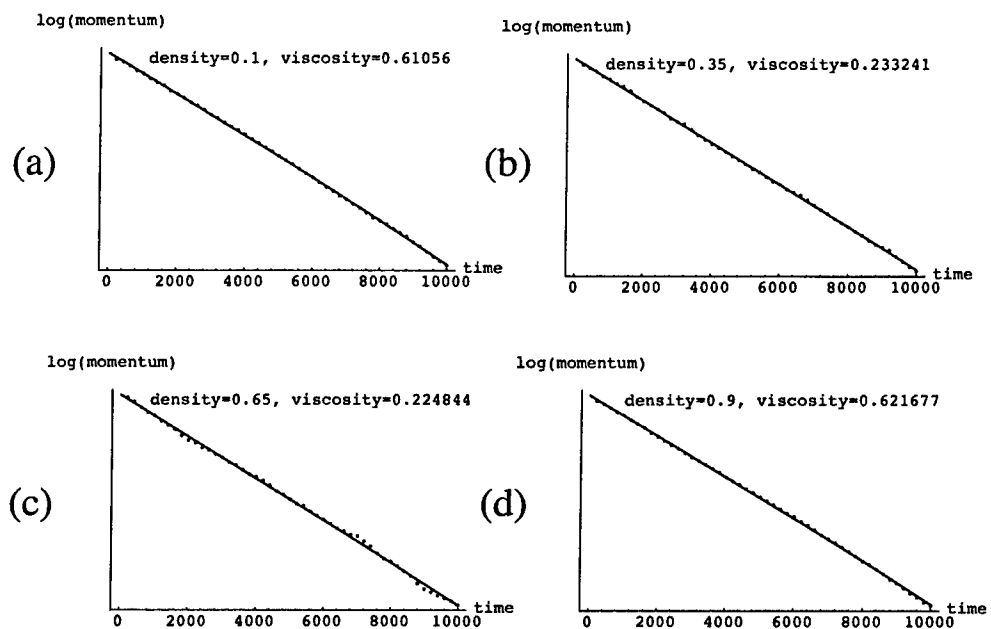 log(momentum)
density=0.1, viscosity=0.61056
(a)
time
0 2000 4000 6000 8000 10000
log(momentum)
density=0.35, viscosity=0.233241
(b)
time
0 2000 4000 6000 8000 10000
log(momentum)
density=0.65, viscosity=0.224844
(c)
time
0 2000 4000 6000 8000 10000
log(momentum)
density=0.9, viscosity=0.621677
(d)
time
0 2000 4000 6000 8000 10000